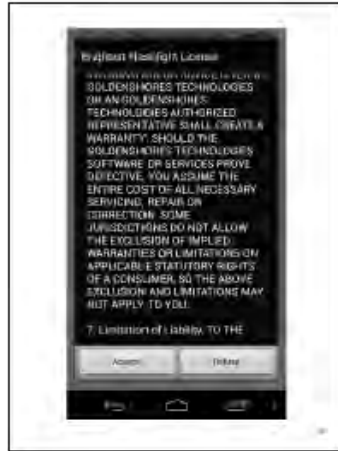 Brightest Flashlight License
GOLDENSHORES TECHNOLOGIES
OR AN GOLDENSHORES
TECHNOLOGIES AUTHORIZED
REPRESENTATIVE SHALL CREATE A
WARRANTY. SHOULD THE
GOLDENSHORES TECHNOLOGIES
SOFTWARE OR SERVICES PROVE
DEFECTIVE, YOU ASSUME THE
ENTIRE COST OF ALL NECESSARY
SERVICING, REPAIR OR
CORRECTION. SOME
JURISDICTIONS DO NOT ALLOW
THE EXCLUSION OF IMPLIED
WARRANTIES OR LIMITATIONS ON
APPLICABLE STATUTORY RIGHTS
OF A CONSUMER, SO THE ABOVE
EXCLUSION AND LIMITATIONS MAY
NOT APPLY TO YOU.
7. Limitation of Liability. TO THE
Accept
Refuse